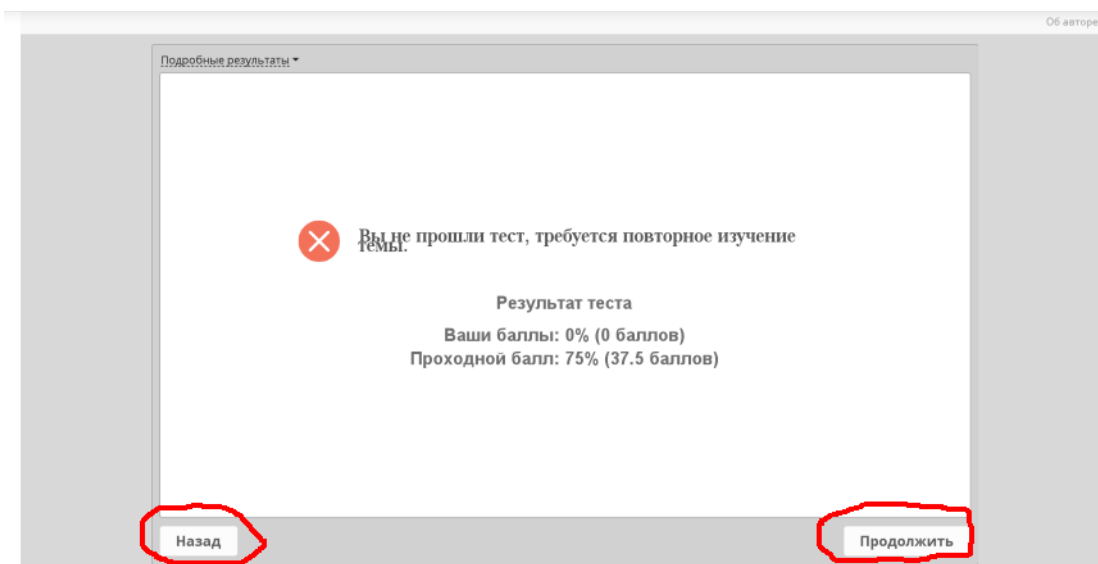 Об авторе
Подробные результаты
Вы не прошли тест, требуется повторное изучение
темы.
Результат теста
Ваши баллы: 0% (0 баллов)
Проходной балл: 75% (37.5 баллов)
Назад
Продолжить